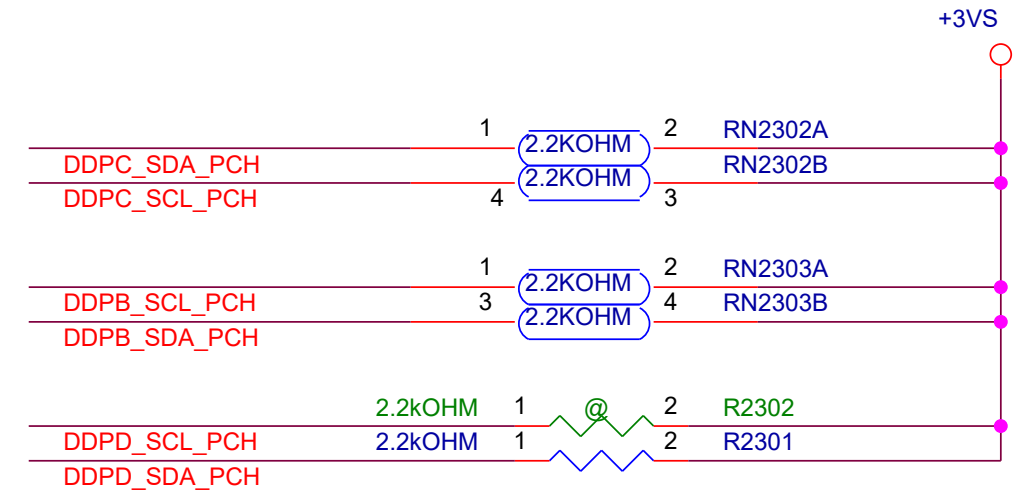 +3VS
1 2.2KOHM 2 RN2302A
DDPC_SDA_PCH 2.2KOHM RN2302B
DDPC_SCL_PCH 4 3
1 2.2KOHM 2 RN2303A
DDPB_SCL_PCH 3 2.2KOHM 4 RN2303B
DDPB_SDA_PCH
2.2kOHM 1 @ 2 R2302
DDPD_SCL_PCH 2.2kOHM 1 2 R2301
DDPD_SDA_PCH